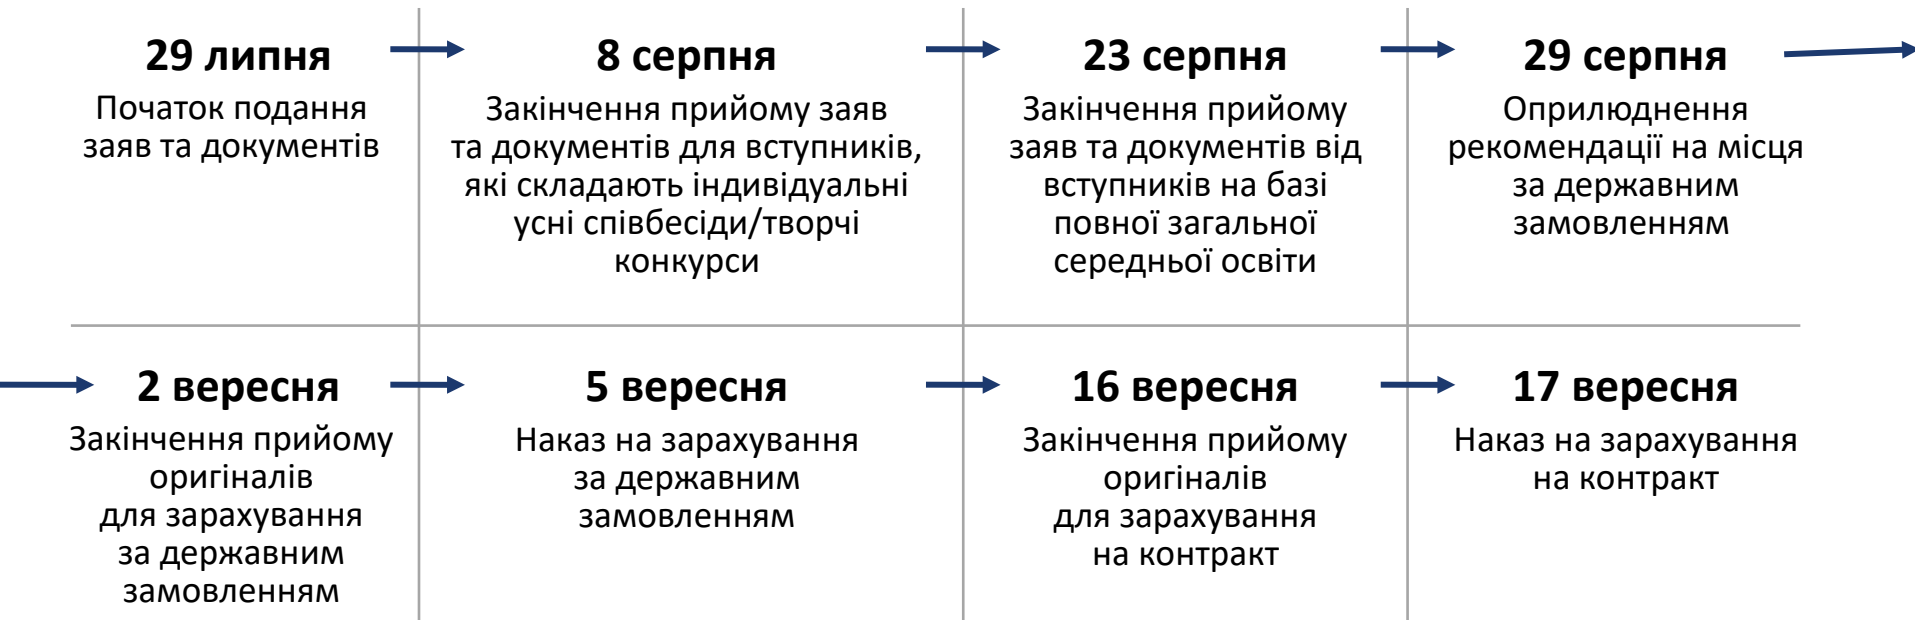 29 липня
Початок подання
заяв та документів
8 серпня
Закінчення прийому заяв
та документів для вступників,
які складають індивідуальні
усні співбесіди/творчі
конкурси
23 серпня
Закінчення прийому
заяв та документів від
вступників на базі
повної загальної
середньої освіти
29 серпня
Оприлюднення
рекомендації на місця
за державним
замовленням
2 вересня
Закінчення прийому
оригіналів
для зарахування
за державним
замовленням
5 вересня
Наказ на зарахування
за державним
замовленням
16 вересня
Закінчення прийому
оригіналів
для зарахування
на контракт
17 вересня
Наказ на зарахування
на контракт